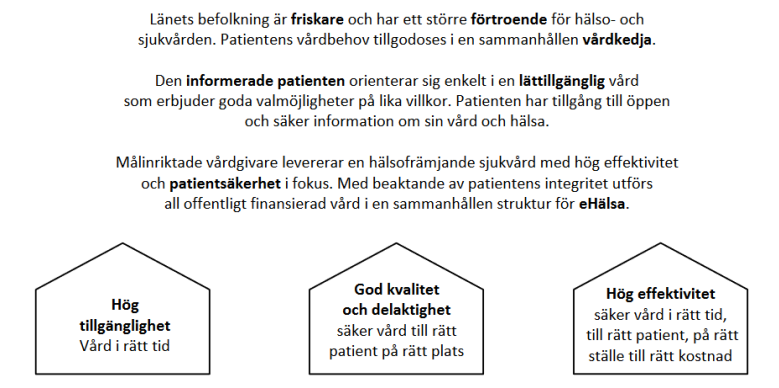 Länets befolkning är friskare och har ett större förtroende för hälso- och
sjukvården. Patientens vårdbehov tillgodoses i en sammanhållen vårdkedja.
Den informerade patienten orienterar sig enkelt i en lättillgänglig vård
som erbjuder goda valmöjligheter på lika villkor. Patienten har tillgång till öppen
och säker information om sin vård och hälsa.
Målinriktade vårdgivare levererar en hälsofrämjande sjukvård med hög effektivitet
och patientsäkerhet i fokus. Med beaktande av patientens integritet utförs
all offentligt finansierad vård i en sammanhållen struktur för eHälsa.
Hög
tillgänglighet
Vård i rätt tid
God kvalitet
och delaktighet
säker vård till rätt
patient på rätt plats
Hög effektivitet
säker vård i rätt tid,
till rätt patient, på rätt
ställe till rätt kostnad